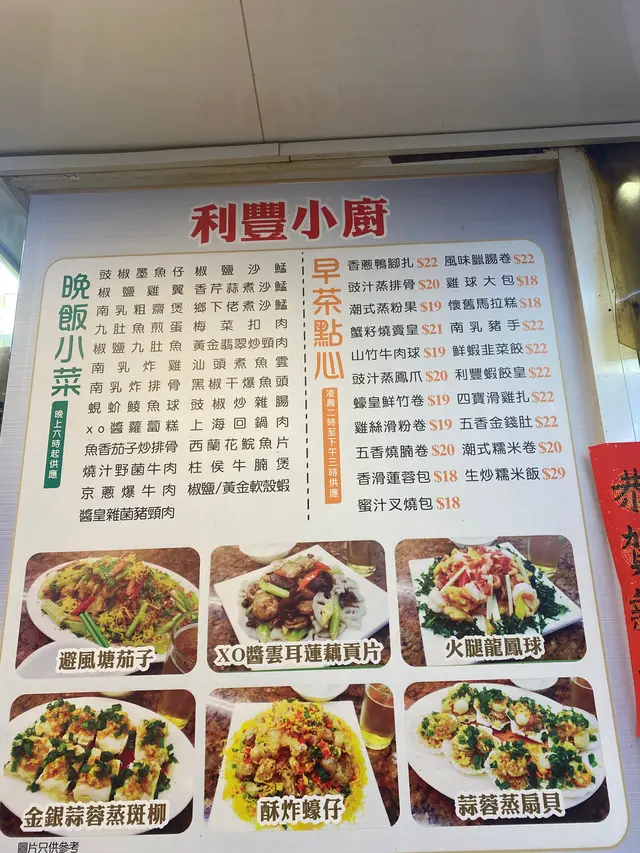 利豐小廚
晚飯小菜
晚上六時起供應
豉椒墨魚仔 椒鹽沙鯭
椒鹽雞翼 香芹蒜煮沙鯭
南乳粗齋煲 鄉下佬煮沙鯭
九肚魚煎蛋 梅菜扣肉
椒鹽九肚魚 黃金翡翠炒頸肉
南乳炸雞 汕頭煮魚雲
南乳炸排骨 黑椒干爆魚頭
蜆蚧鯪魚球 豉椒炒雜腸
xo醬蘿蔔糕 上海回鍋肉
魚香茄子炒排骨 西蘭花鯇魚片
燒汁野菌牛肉 柱侯牛腩煲
京蔥爆牛肉 椒鹽/黃金軟殼蝦
醬皇雜菌豬頸肉
早茶點心
凌晨二時至下午三時供應
香蔥鴨腳扎 $22 風味臘腸卷 $22
豉汁蒸排骨 $20 雞球大包 $18
潮式蒸粉果 $19 懷舊馬拉糕 $18
蟹籽燒賣皇 $21 南乳豬手 $22
山竹牛肉球 $19 鮮蝦韭菜餃 $22
豉汁蒸鳳爪 $20 利豐蝦餃皇 $22
蠔皇鮮竹卷 $19 四寶滑雞扎 $22
雞絲滑粉卷 $19 五香金錢肚 $22
五香燒腩卷 $20 潮式糯米卷 $20
香滑蓮蓉包 $18 生炒糯米飯 $29
蜜汁叉燒包 $18
避風塘茄子
XO醬雲耳蓮藕頁片
火腿龍鳳球
金銀蒜蓉蒸斑柳
酥炸蠔仔
蒜蓉蒸扇貝
圖片只供參考
恭賀